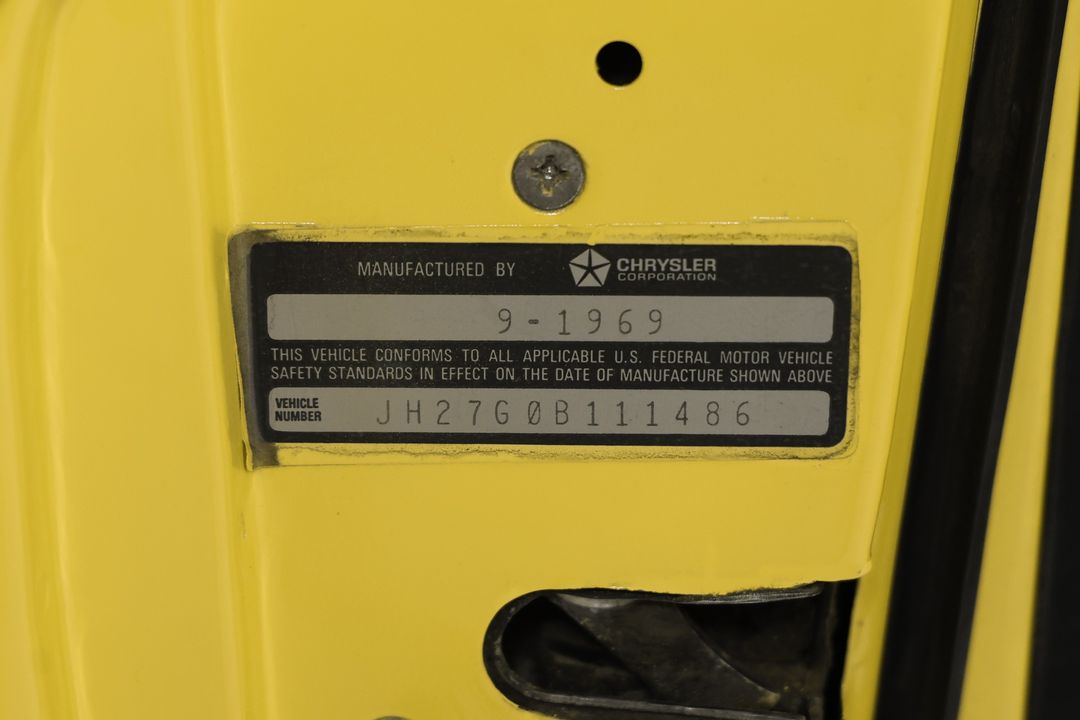 MANUFACTURED BY CHRYSLER CORPORATION
9-1969
THIS VEHICLE CONFORMS TO ALL APPLICABLE U.S. FEDERAL MOTOR VEHICLE
SAFETY STANDARDS IN EFFECT ON THE DATE OF MANUFACTURE SHOWN ABOVE
VEHICLE NUMBER JH27G0B111486